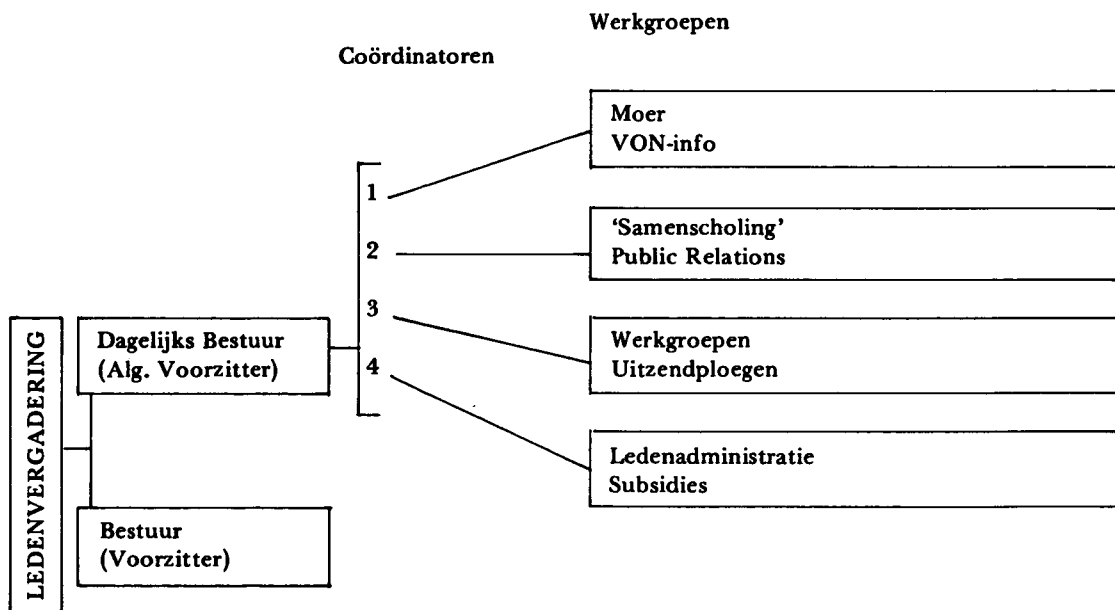 Werkgroepen
Coördinatoren
Moer
VON-info
1
2
3
4
‘Samenscholing’
Public Relations
Werkgroepen
Uitzendploegen
Ledenadministratie
Subsidies
LEDENVERGADERING
Dagelijks Bestuur
(Alg. Voorzitter)
Bestuur
(Voorzitter)